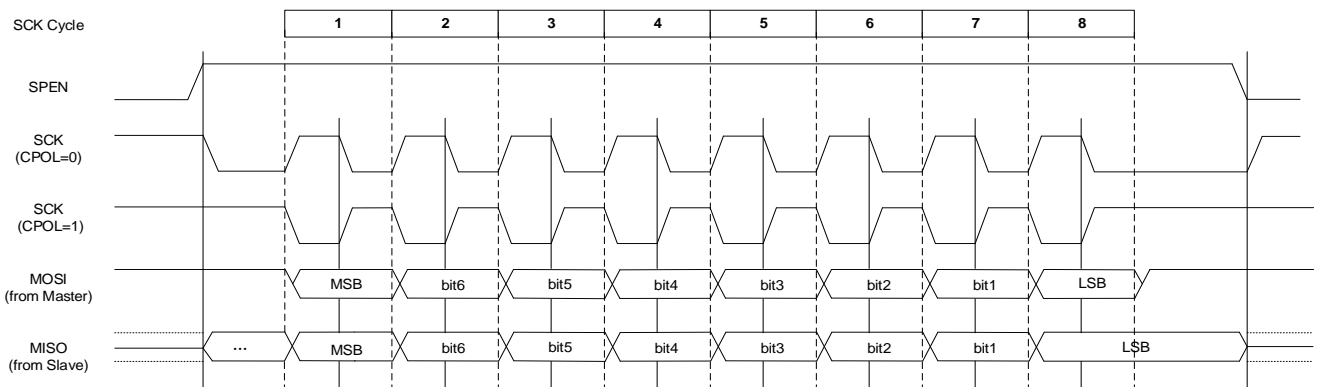 SCK Cycle 1 2 3 4 5 6 7 8
SPEN
SCK
(CPOL=0)
SCK
(CPOL=1)
MOSI
(from Master)
MSB bit6 bit5 bit4 bit3 bit2 bit1 LSB
MISO
(from Slave)
... MSB bit6 bit5 bit4 bit3 bit2 bit1 LSB